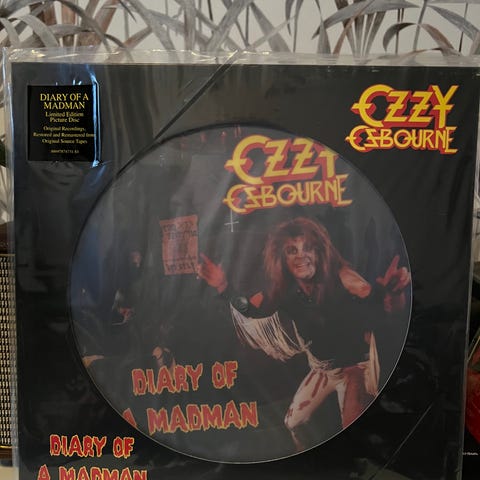 DIARY OF A
MADMAN
Limited Edition
Picture Disc
Original Recordings,
Restored and Remastered from
Original Source Tapes
OZZY
OSBOURNE
OZZY
OSBOURNE
DIARY OF
A MADMAN
DIARY OF
A MADMAN